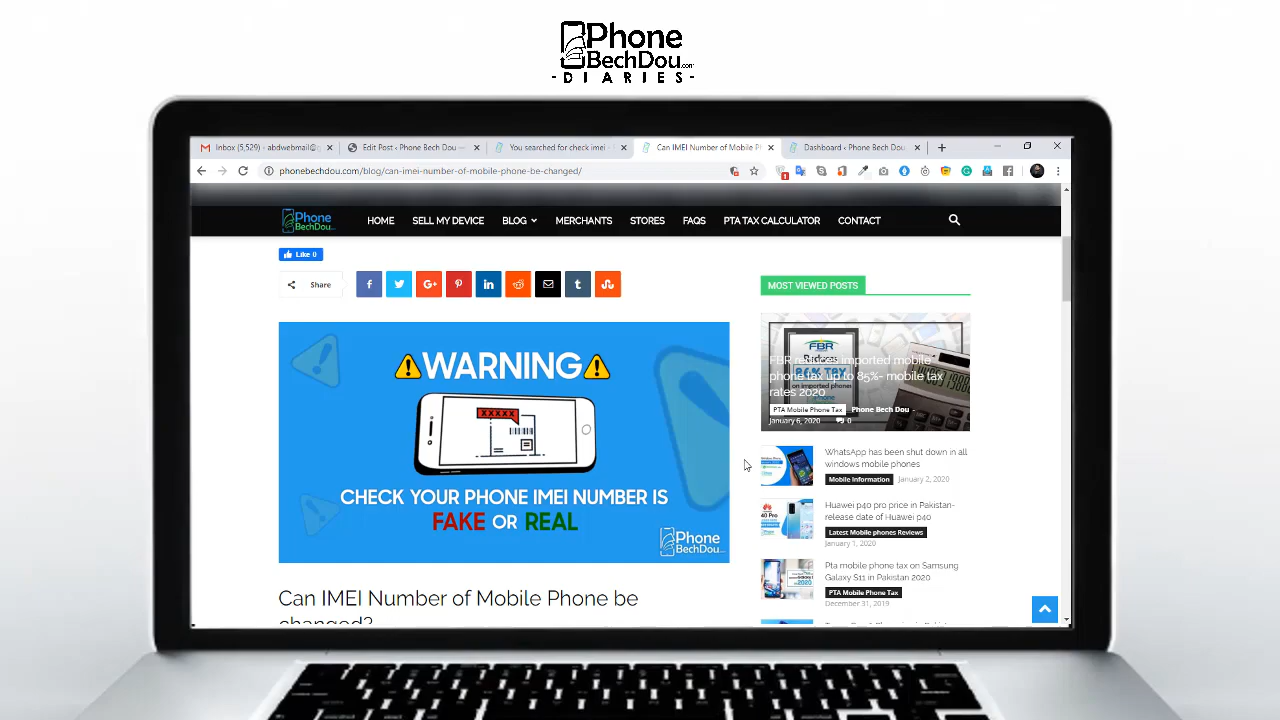 Phone
BechDou.com
-DIARIES-
Inbox (5,529) - abdwebmail@
Edit Post ‹ Phone Bech Dou —
You searched for check imei -
Can IMEI Number of Mobile P
Dashboard ‹ Phone Bech Dou
phonebechdou.com/blog/can-imei-number-of-mobile-phone-be-changed/
1
Phone
BechDou
HOME
SELL MY DEVICE
BLOG
MERCHANTS
STORES
FAQS
PTA TAX CALCULATOR
CONTACT
Like 0
Share
WARNING
XXXXX
CHECK YOUR PHONE IMEI NUMBER IS
FAKE OR REAL
Phone
BechDou
Can IMEI Number of Mobile Phone be
changed?
MOST VIEWED POSTS
FBR reduces imported mobile
phone tax up to 85%- mobile tax
rates 2020
PTA Mobile Phone Tax Phone Bech Dou -
January 6, 2020 0
WhatsApp has been shut down in all
windows mobile phones
Mobile Information January 2, 2020
Huawei p40 pro price in Pakistan-
release date of Huawei p40
Latest Mobile phones Reviews
January 1, 2020
Pta mobile phone tax on Samsung
Galaxy S11 in Pakistan 2020
PTA Mobile Phone Tax
December 31, 2019